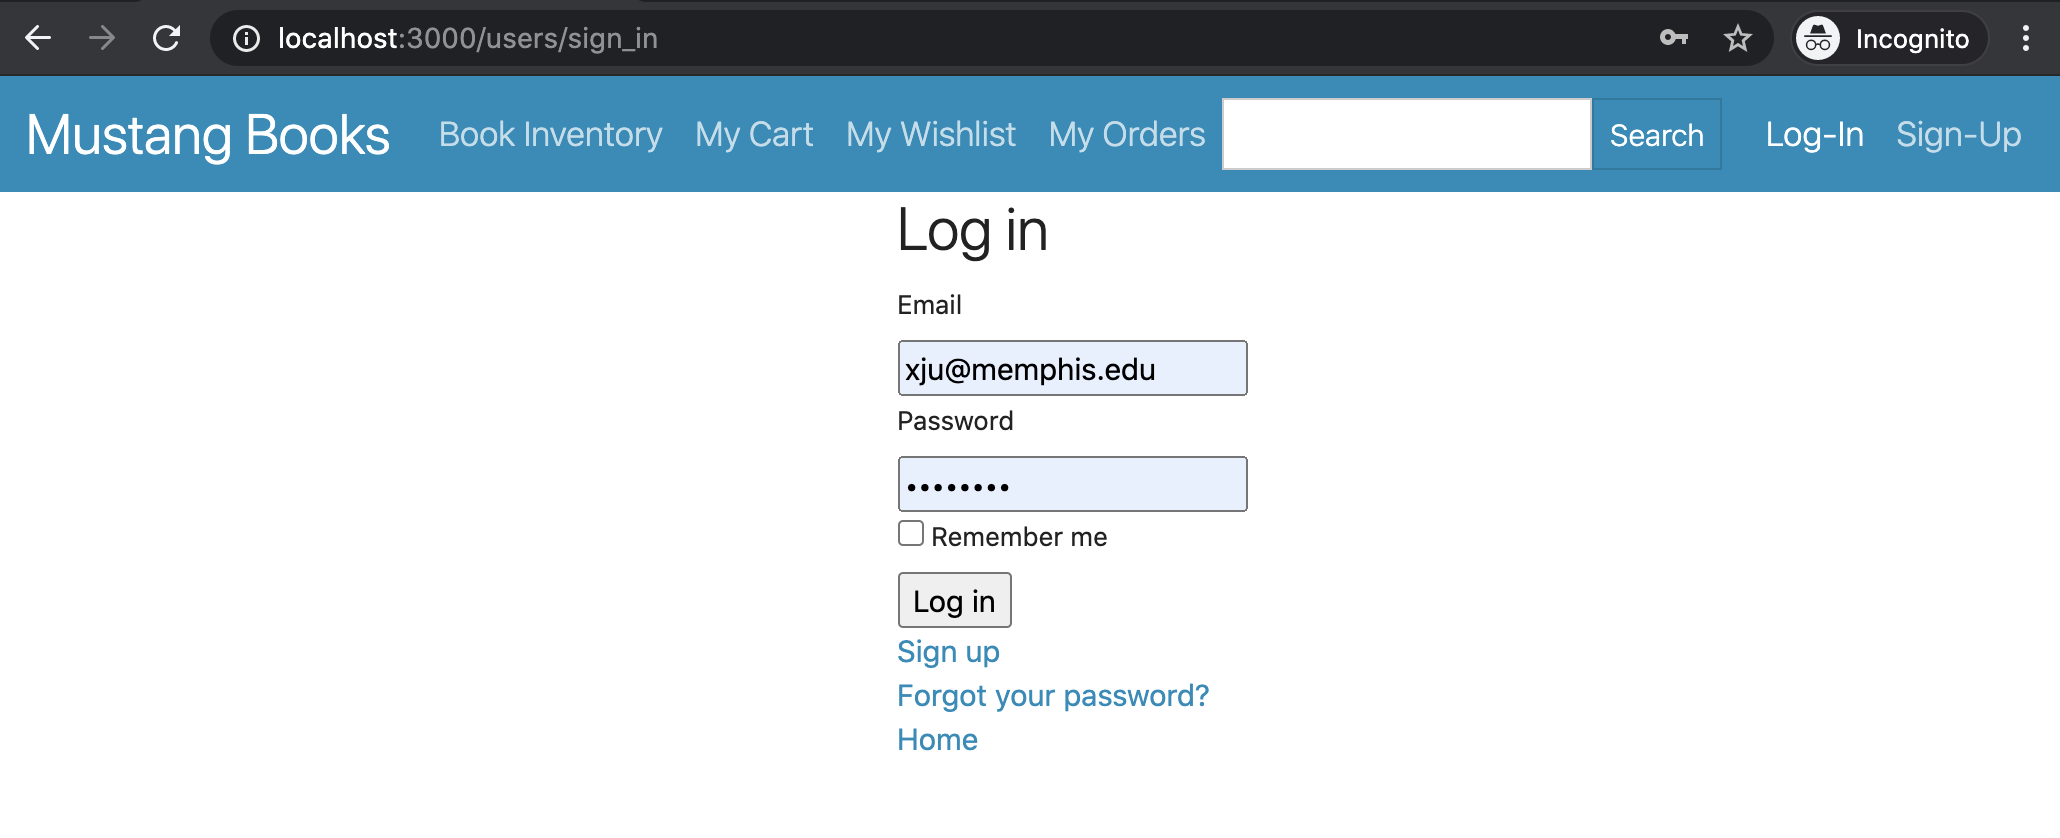 localhost:3000/users/sign_in Incognito
Mustang Books Book Inventory My Cart My Wishlist My Orders Search Log-In Sign-Up
Log in
Email
xju@memphis.edu
Password
••••••••
Remember me
Log in
Sign up
Forgot your password?
Home